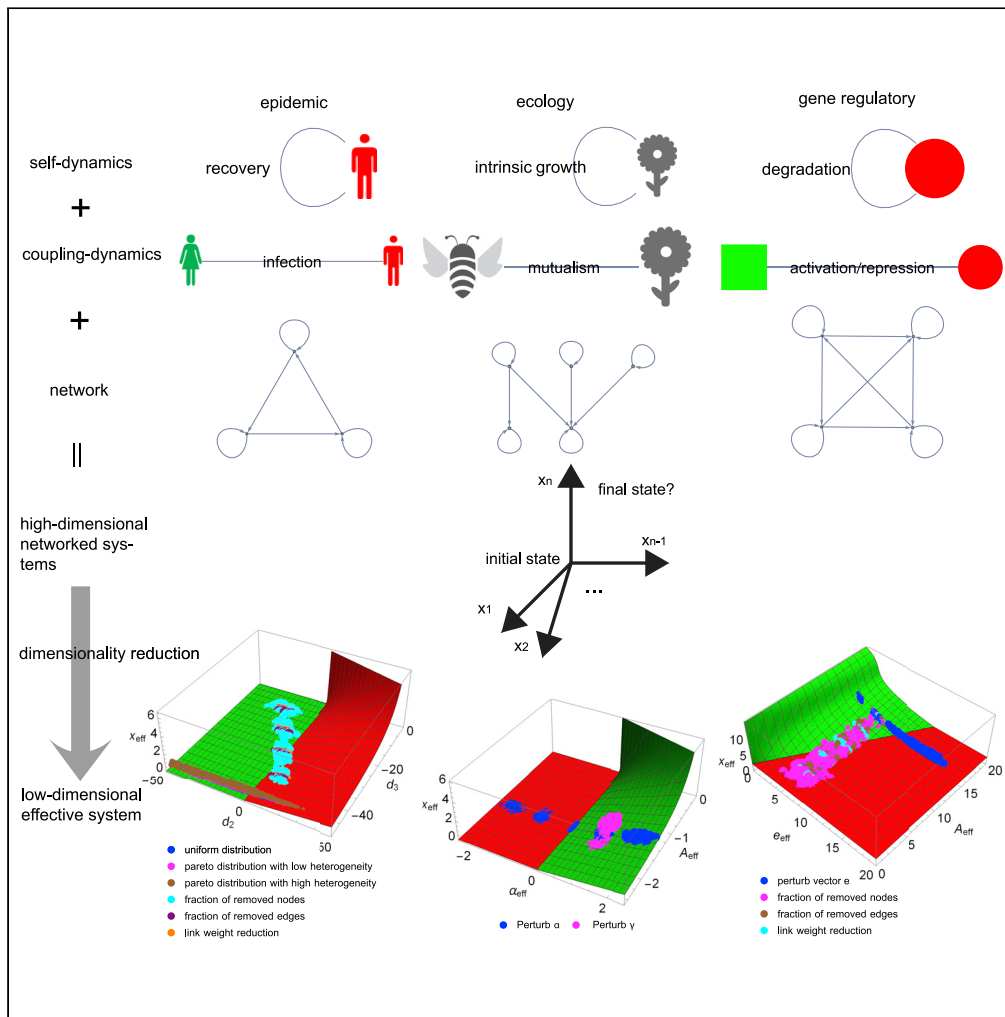 epidemic
ecology
gene regulatory
self-dynamics
recovery
intrinsic growth
degradation
+
coupling-dynamics
infection
mutualism
activation/repression
+
network
||
xn
final state?
high-dimensional
networked sys-
tems
initial state
xn-1
...
x1
x2
dimensionality reduction
low-dimensional
effective system
xeff
6
4
2
0
-50
0
50
d2
0
-20
-40
d3
uniform distribution
pareto distribution with low heterogeneity
pareto distribution with high heterogeneity
fraction of removed nodes
fraction of removed edges
link weight reduction
xeff
6
4
2
0
-2
0
2
αeff
0
-1
-2
Aeff
Perturb α
Perturb γ
xeff
10
5
0
0
5
10
15
20
eeff
20
15
10
5
0
Aeff
perturb vector e
fraction of removed nodes
fraction of removed edges
link weight reduction